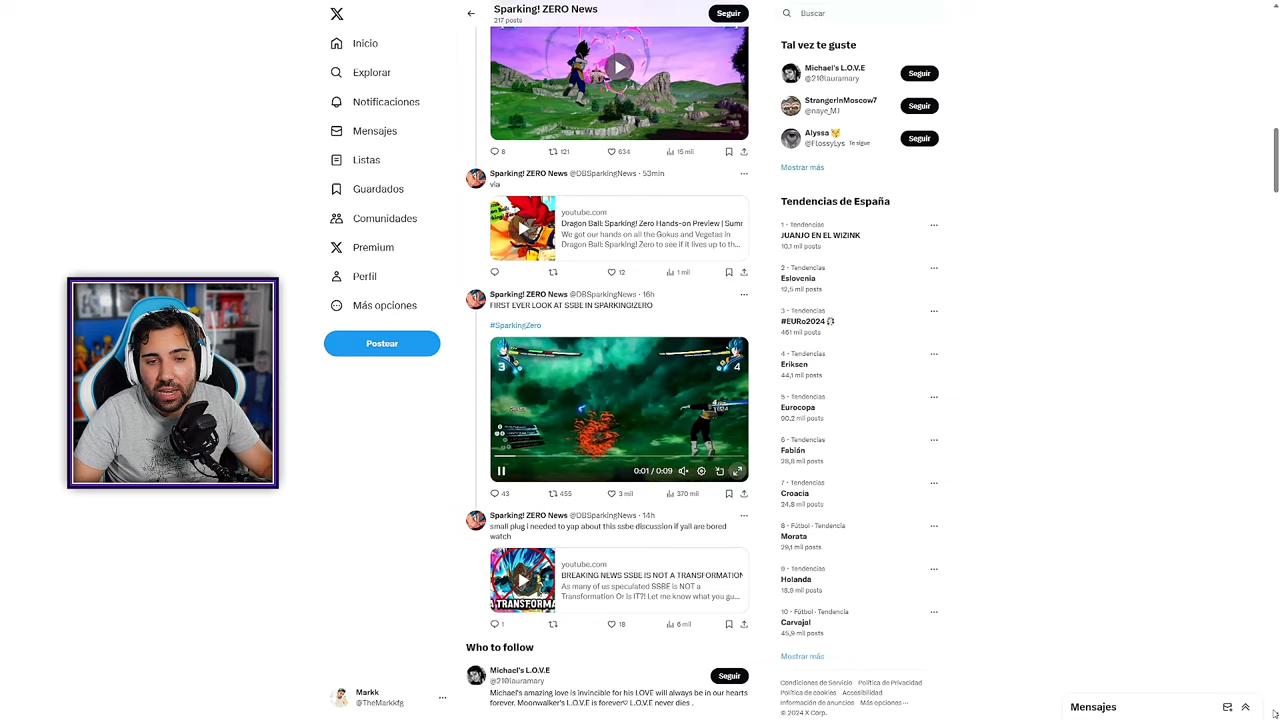 Inicio
Explorar
Notificaciones
Mensajes
Listas
Guardados
Comunidades
Premium
Perfil
Más opciones
Postear
Markk
@TheMarkkfg
Sparking! ZERO News
217 posts
Seguir
8
121
634
15 mil
Sparking! ZERO News @DBSparkingNews · 53min
via
youtube.com
Dragon Ball: Sparking! Zero Hands-on Preview | Sum
We got our hands on all the Gokus and Vegetas in
Dragon Ball: Sparking! Zero to see if it lives up to th...
12
1 mil
Sparking! ZERO News @DBSparkingNews · 16h
FIRST EVER LOOK AT SSBE IN SPARKING!ZERO
#SparkingZero
3
4
0:01 / 0:09
43
455
3 mil
370 mil
Sparking! ZERO News @DBSparkingNews · 14h
small plug i needed to yap about this ssbe discussion if yall are bored
watch
TRANSFORMA
youtube.com
BREAKING NEWS SSBE IS NOT A TRANSFORMATION
As many of us speculated SSBE is NOT a
Transformation Or Is IT?! Let me know what you gu...
1
18
6 mil
Who to follow
Michael's L.O.V.E
@210lauramary
Seguir
Michael's amazing love is invincible for his LOVE will always be in our hearts
forever. Moonwalker's L.O.V.E is forever♡ L.O.V.E never dies .
Buscar
Tal vez te guste
Michael's L.O.V.E
@210lauramary
Seguir
StrangerInMoscow7
@naye_MJ
Seguir
Alyssa
@FlossyLys Te sigue
Seguir
Mostrar más
Tendencias de España
1 · Tendencias
JUANJO EN EL WIZINK
10,1 mil posts
2 · Tendencias
Eslovenia
12,5 mil posts
3 · Tendencias
#EURo2024
461 mil posts
4 · Tendencias
Eriksen
44,1 mil posts
5 · Tendencias
Eurocopa
90,2 mil posts
6 · Tendencias
Fabián
28,8 mil posts
7 · Tendencias
Croacia
24,8 mil posts
8 · Fútbol · Tendencia
Morata
29,1 mil posts
9 · Tendencias
Holanda
18,9 mil posts
10 · Fútbol · Tendencia
Carvajal
45,9 mil posts
Mostrar más
Condiciones de Servicio Política de Privacidad
Política de cookies Accesibilidad
Información de anuncios Más opciones ···
© 2024 X Corp.
Mensajes